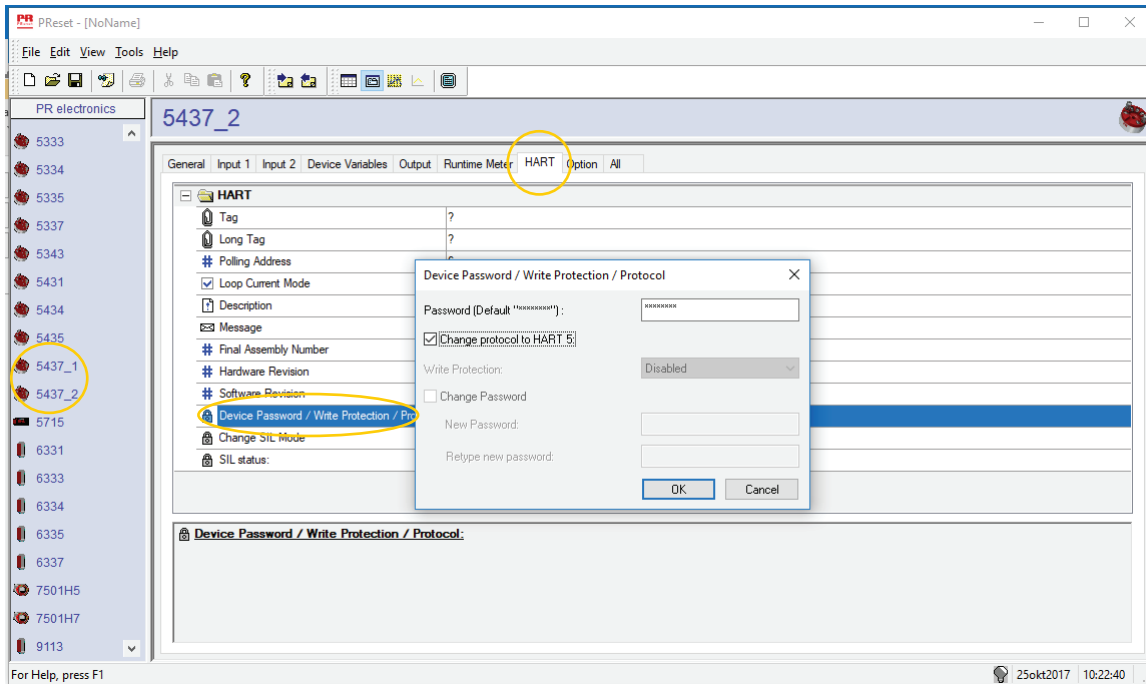 PR PReset - [NoName]
File Edit View Tools Help
PR electronics
5333
5334
5335
5337
5343
5431
5434
5435
5437_1
5437_2
5715
6331
6333
6334
6335
6337
7501H5
7501H7
9113
5437_2
General Input 1 Input 2 Device Variables Output Runtime Meter HART Option All
HART
Tag ?
Long Tag ?
# Polling Address
Loop Current Mode
Description
Message
# Final Assembly Number
# Hardware Revision
# Software Revision
Device Password / Write Protection / Pro
Change SIL Mode
SIL status:
Device Password / Write Protection / Protocol
Password (Default "********") : ********
Change protocol to HART 5:
Write Protection: Disabled
Change Password
New Password:
Retype new password:
OK Cancel
Device Password / Write Protection / Protocol:
For Help, press F1 25okt2017 10:22:40